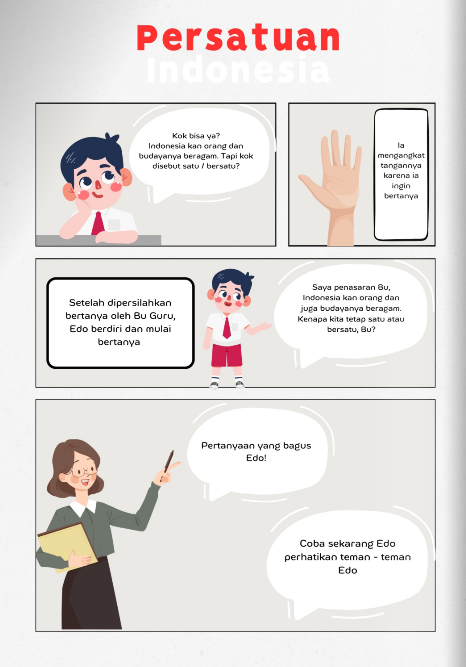 Persatuan
Indonesia
Kok bisa ya?
Indonesia kan orang dan
budayanya beragam. Tapi kok
disebut satu / bersatu?
Ia
mengangkat
tangannya
karena ia
ingin
bertanya
Setelah dipersilahkan
bertanya oleh Bu Guru,
Edo berdiri dan mulai
bertanya
Saya penasaran Bu,
Indonesia kan orang dan
juga budayanya beragam.
Kenapa kita tetap satu atau
bersatu, Bu?
Pertanyaan yang bagus
Edo!
Coba sekarang Edo
perhatikan teman - teman
Edo